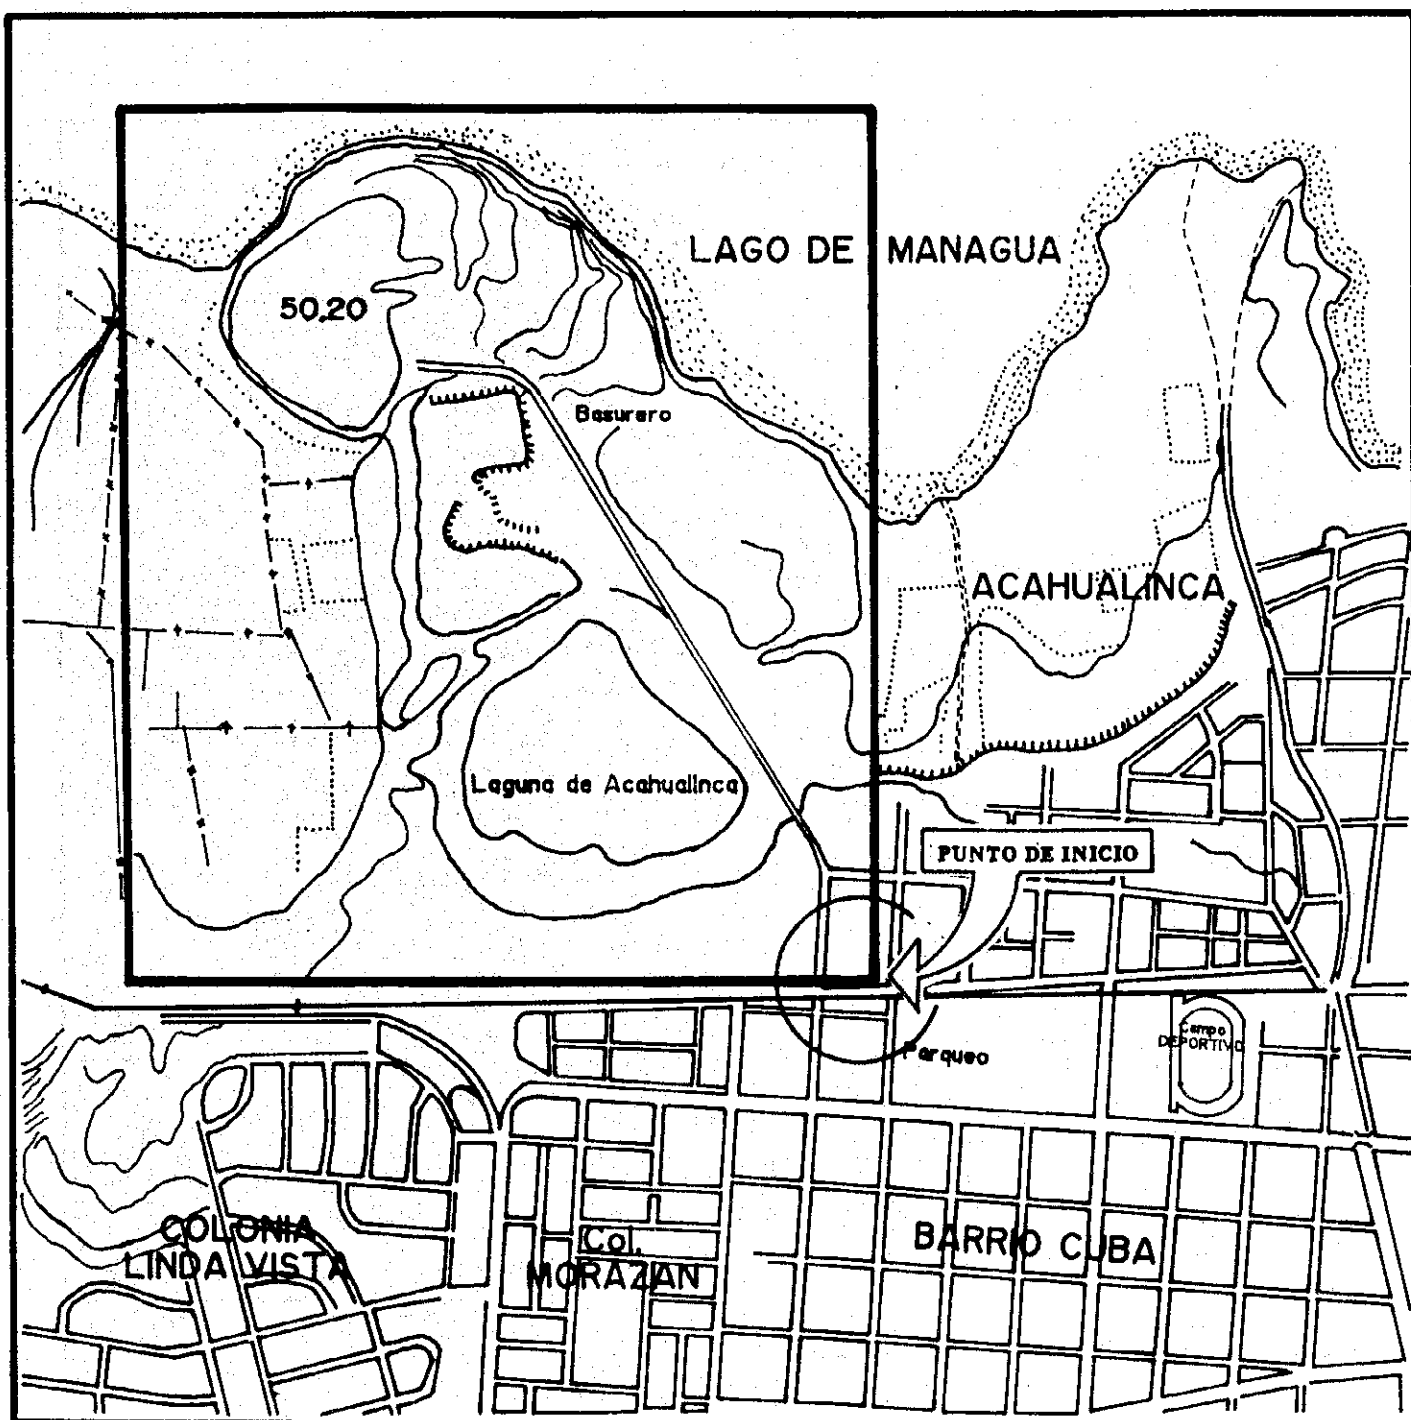 LAGO DE MANAGUA
50,20
Basurero
ACAHUALINCA
Laguna de Acahualinca
PUNTO DE INICIO
Parqueo
Campo
DEPORTIVO
COLONIA
LINDA VISTA
Col.
MORAZAN
BARRIO CUBA